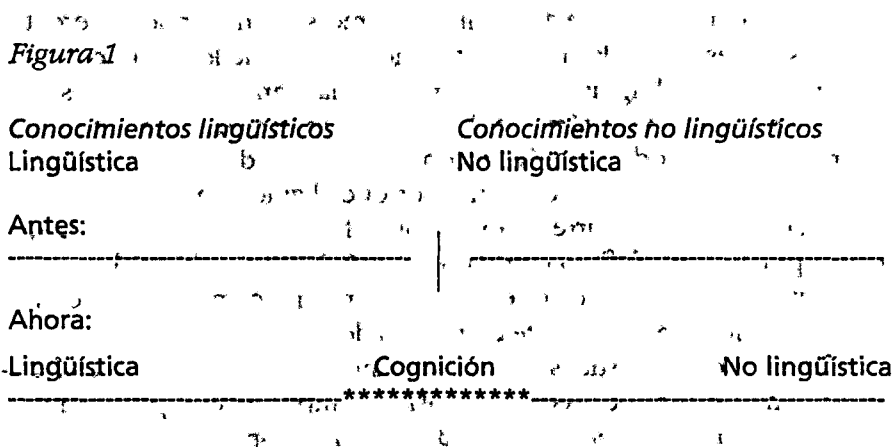 Figura 1
Conocimientos lingüísticos Conocimientos no lingüísticos
Lingüística No lingüística
Antes:
Ahora:
Lingüística Cognición No lingüística
*************